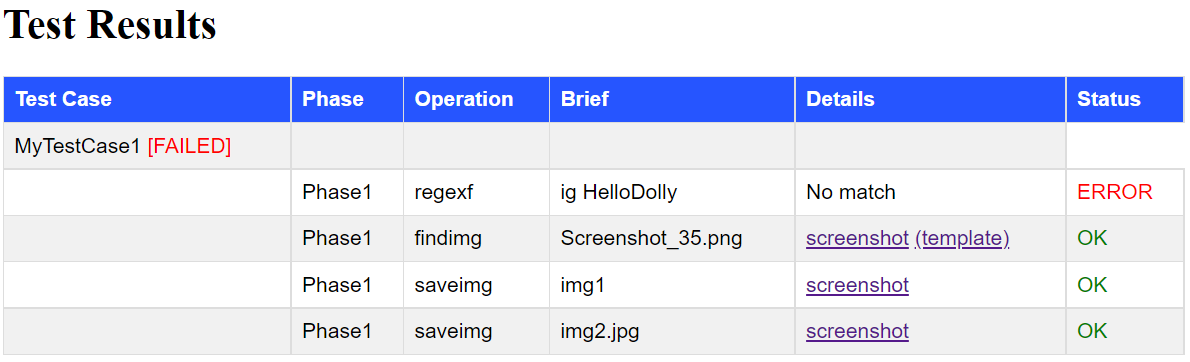 Test Results
Test Case Phase Operation Brief Details Status
MyTestCase1 [FAILED]
Phase1 regexf ig HelloDolly No match ERROR
Phase1 findimg Screenshot_35.png screenshot (template) OK
Phase1 saveimg img1 screenshot OK
Phase1 saveimg img2.jpg screenshot OK